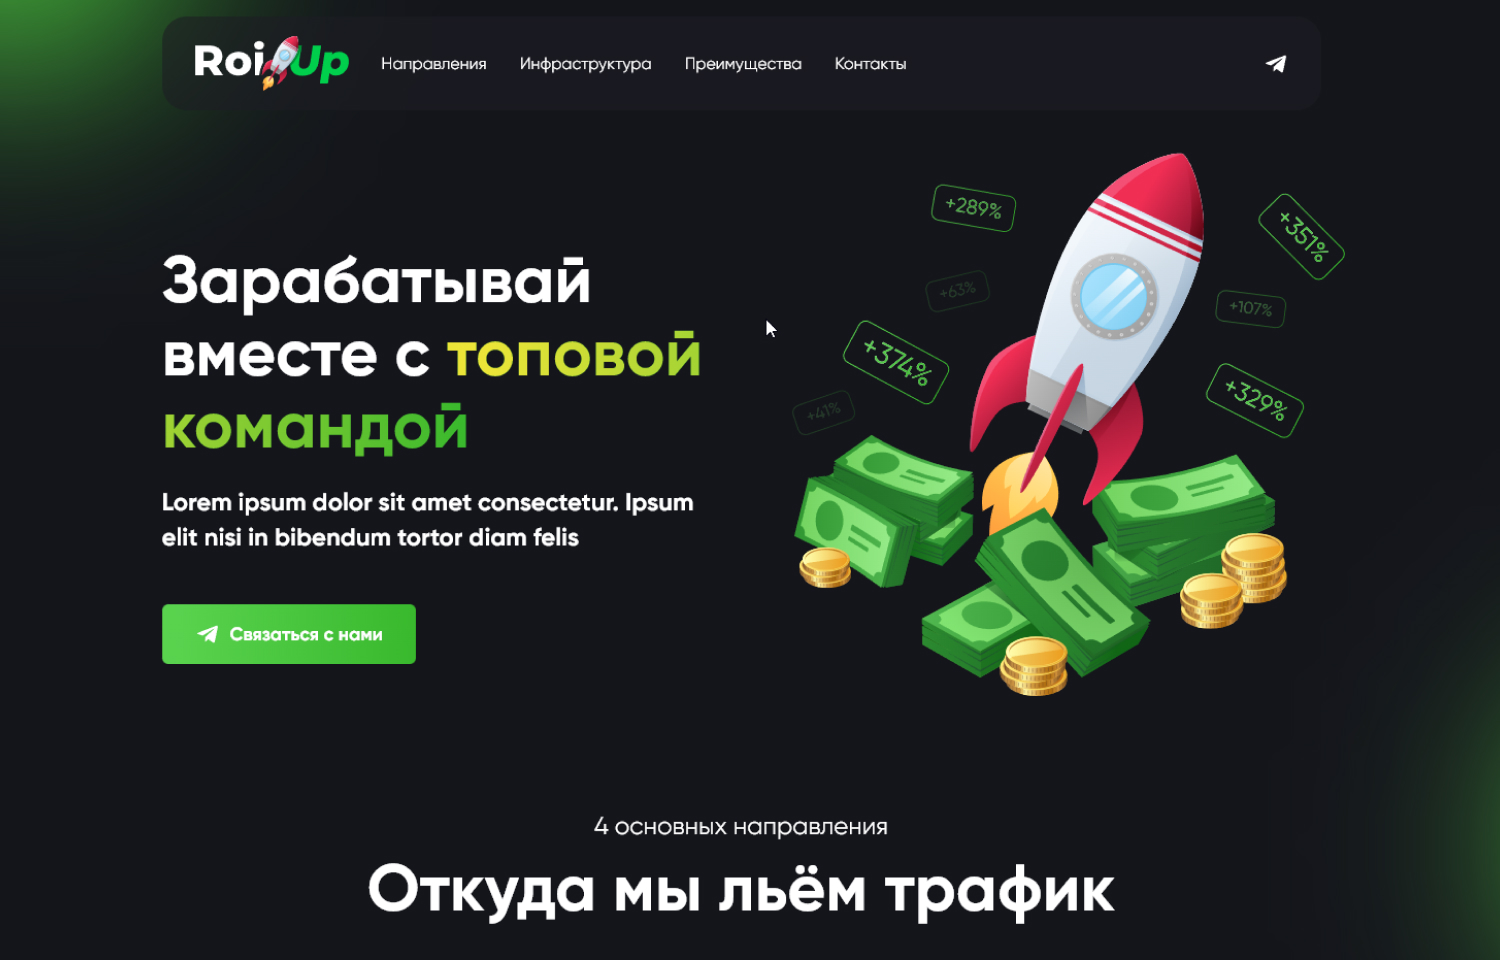 Roi Up
Направления
Инфраструктура
Преимущества
Контакты
+289%
+351%
+63%
+107%
+374%
+329%
+41%
Зарабатывай
вместе с топовой
командой
Lorem ipsum dolor sit amet consectetur. Ipsum
elit nisi in bibendum tortor diam felis
Связаться с нами
4 основных направления
Откуда мы льём трафик